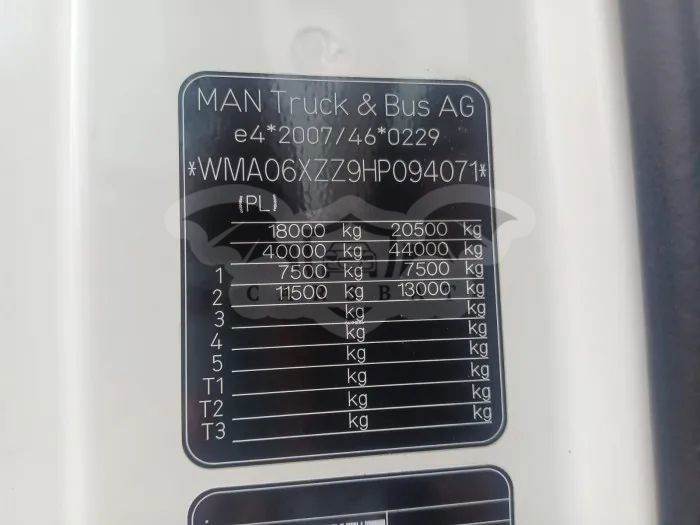 MAN Truck & Bus AG
e4*2007/46*0229
*WMA06XZZ9HP094071*
(PL)
18000 kg 20500 kg
40000 kg 44000 kg
1 7500 kg 7500 kg
2 11500 kg 13000 kg
3 kg kg
4 kg kg
5 kg kg
T1 kg kg
T2 kg kg
T3 kg kg